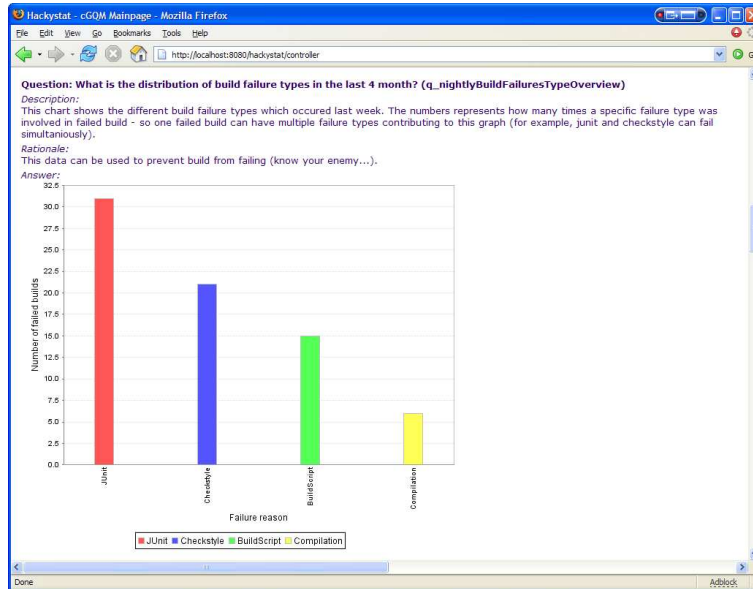 Hackystat - cGQM Mainpage - Mozilla Firefox
File Edit View Go Bookmarks Tools Help
http://localhost:8080/hackystat/controller
G
Question: What is the distribution of build failure types in the last 4 month? (q_nightlyBuildFailuresTypeOverview)
Description:
This chart shows the different build failure types which occured last week. The numbers represents how many times a specific failure type was
involved in failed build - so one failed build can have multiple failure types contributing to this graph (for example, junit and checkstyle can fail
simultaniously).
Rationale:
This data can be used to prevent build from failing (know your enemy...).
Answer:
32.5
30.0
27.5
25.0
22.5
20.0
17.5
15.0
12.5
10.0
7.5
5.0
2.5
0.0
Number of failed builds
JUnit
Checkstyle
BuildScript
Compilation
Failure reason
JUnit Checkstyle BuildScript Compilation
Done Adblock